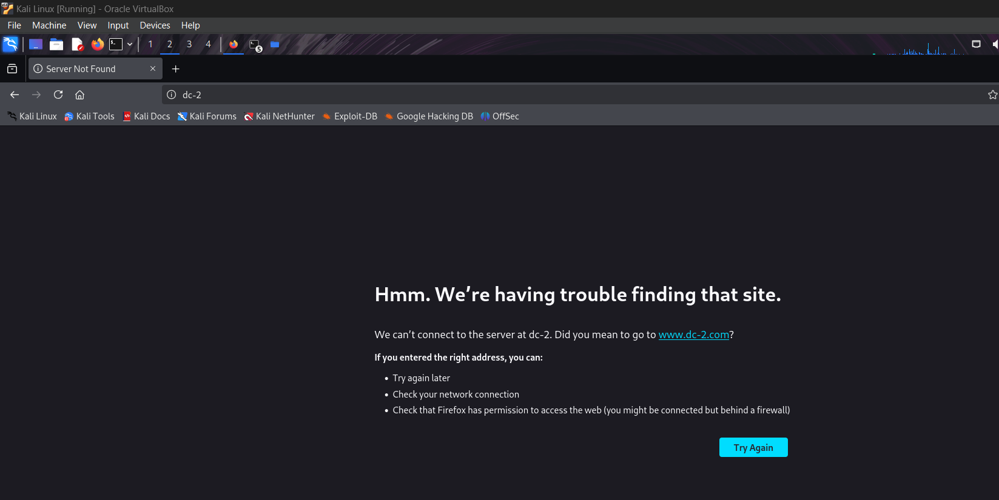 Kali Linux [Running] - Oracle VirtualBox
File Machine View Input Devices Help
1 2 3 4 5
Server Not Found
dc-2
Kali Linux Kali Tools Kali Docs Kali Forums Kali NetHunter Exploit-DB Google Hacking DB OffSec
Hmm. We’re having trouble finding that site.
We can’t connect to the server at dc-2. Did you mean to go to www.dc-2.com?
If you entered the right address, you can:
• Try again later
• Check your network connection
• Check that Firefox has permission to access the web (you might be connected but behind a firewall)
Try Again